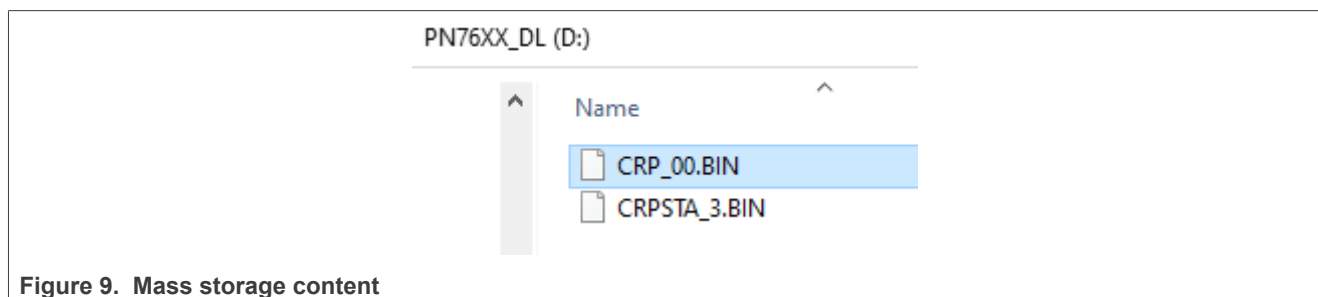 PN76XX_DL (D:)
Name
CRP_00.BIN
CRPSTA_3.BIN
Figure 9. Mass storage content